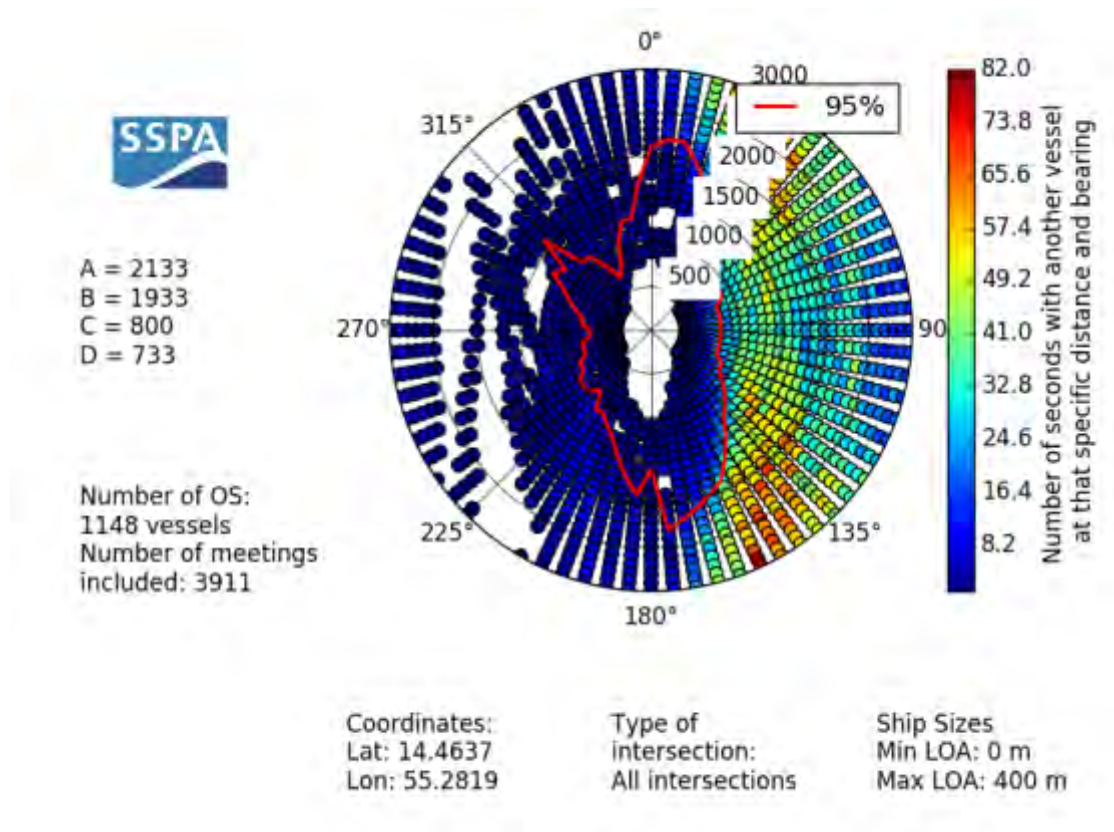 0°
3000
95%
315°
2000
1500
1000
500
270°
90
225°
135°
180°
SSPA
A = 2133
B = 1933
C = 800
D = 733
Number of OS:
1148 vessels
Number of meetings
included: 3911
82.0
73.8
65.6
57.4
49.2
41.0
32.8
24.6
16.4
8.2
Number of seconds with another vessel
at that specific distance and bearing
Coordinates:
Lat: 14.4637
Lon: 55.2819
Type of
intersection:
All intersections
Ship Sizes
Min LOA: 0 m
Max LOA: 400 m